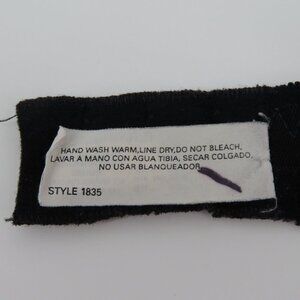 HAND WASH WARM,LINE DRY,DO NOT BLEACH,
LAVAR A MANO CON AGUA TIBIA, SECAR COLGADO,
NO USAR BLANQUEADOR
STYLE 1835